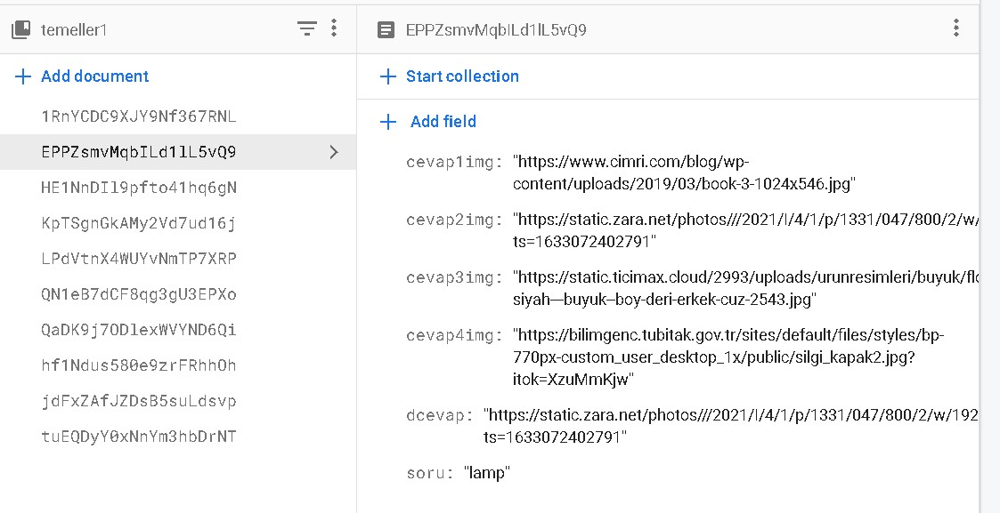 temeller1
EPPZsmvMqbILd1lL5vQ9
Add document
Start collection
Add field
1RnYCDC9XJY9Nf367RNL
EPPZsmvMqbILd1lL5vQ9
HE1NnDIl9pfto41hq6gN
KpTSgnGkAMy2Vd7ud16j
LPdVtnX4WUYvNmTP7XRP
QN1eB7dCF8qg3gU3EPXo
QaDK9j7ODlexWVYND6Qi
hf1Ndus580e9zrFRhhOh
jdFxZAfJZDsB5suLdsvp
tuEQDyY0xNnYm3hbDrNT
cevap1img: "https://www.cimri.com/blog/wp-
content/uploads/2019/03/book-3-1024x546.jpg"
cevap2img: "https://static.zara.net/photos///2021/I/4/1/p/1331/047/800/2/w/
ts=1633072402791"
cevap3img: "https://static.ticimax.cloud/2993/uploads/urunresimleri/buyuk/flo
siyah—buyuk–boy-deri-erkek-cuz-2543.jpg"
cevap4img: "https://bilimgenc.tubitak.gov.tr/sites/default/files/styles/bp-
770px-custom_user_desktop_1x/public/silgi_kapak2.jpg?
itok=XzuMmKjw"
dcevap: "https://static.zara.net/photos///2021/I/4/1/p/1331/047/800/2/w/192
ts=1633072402791"
soru: "lamp"